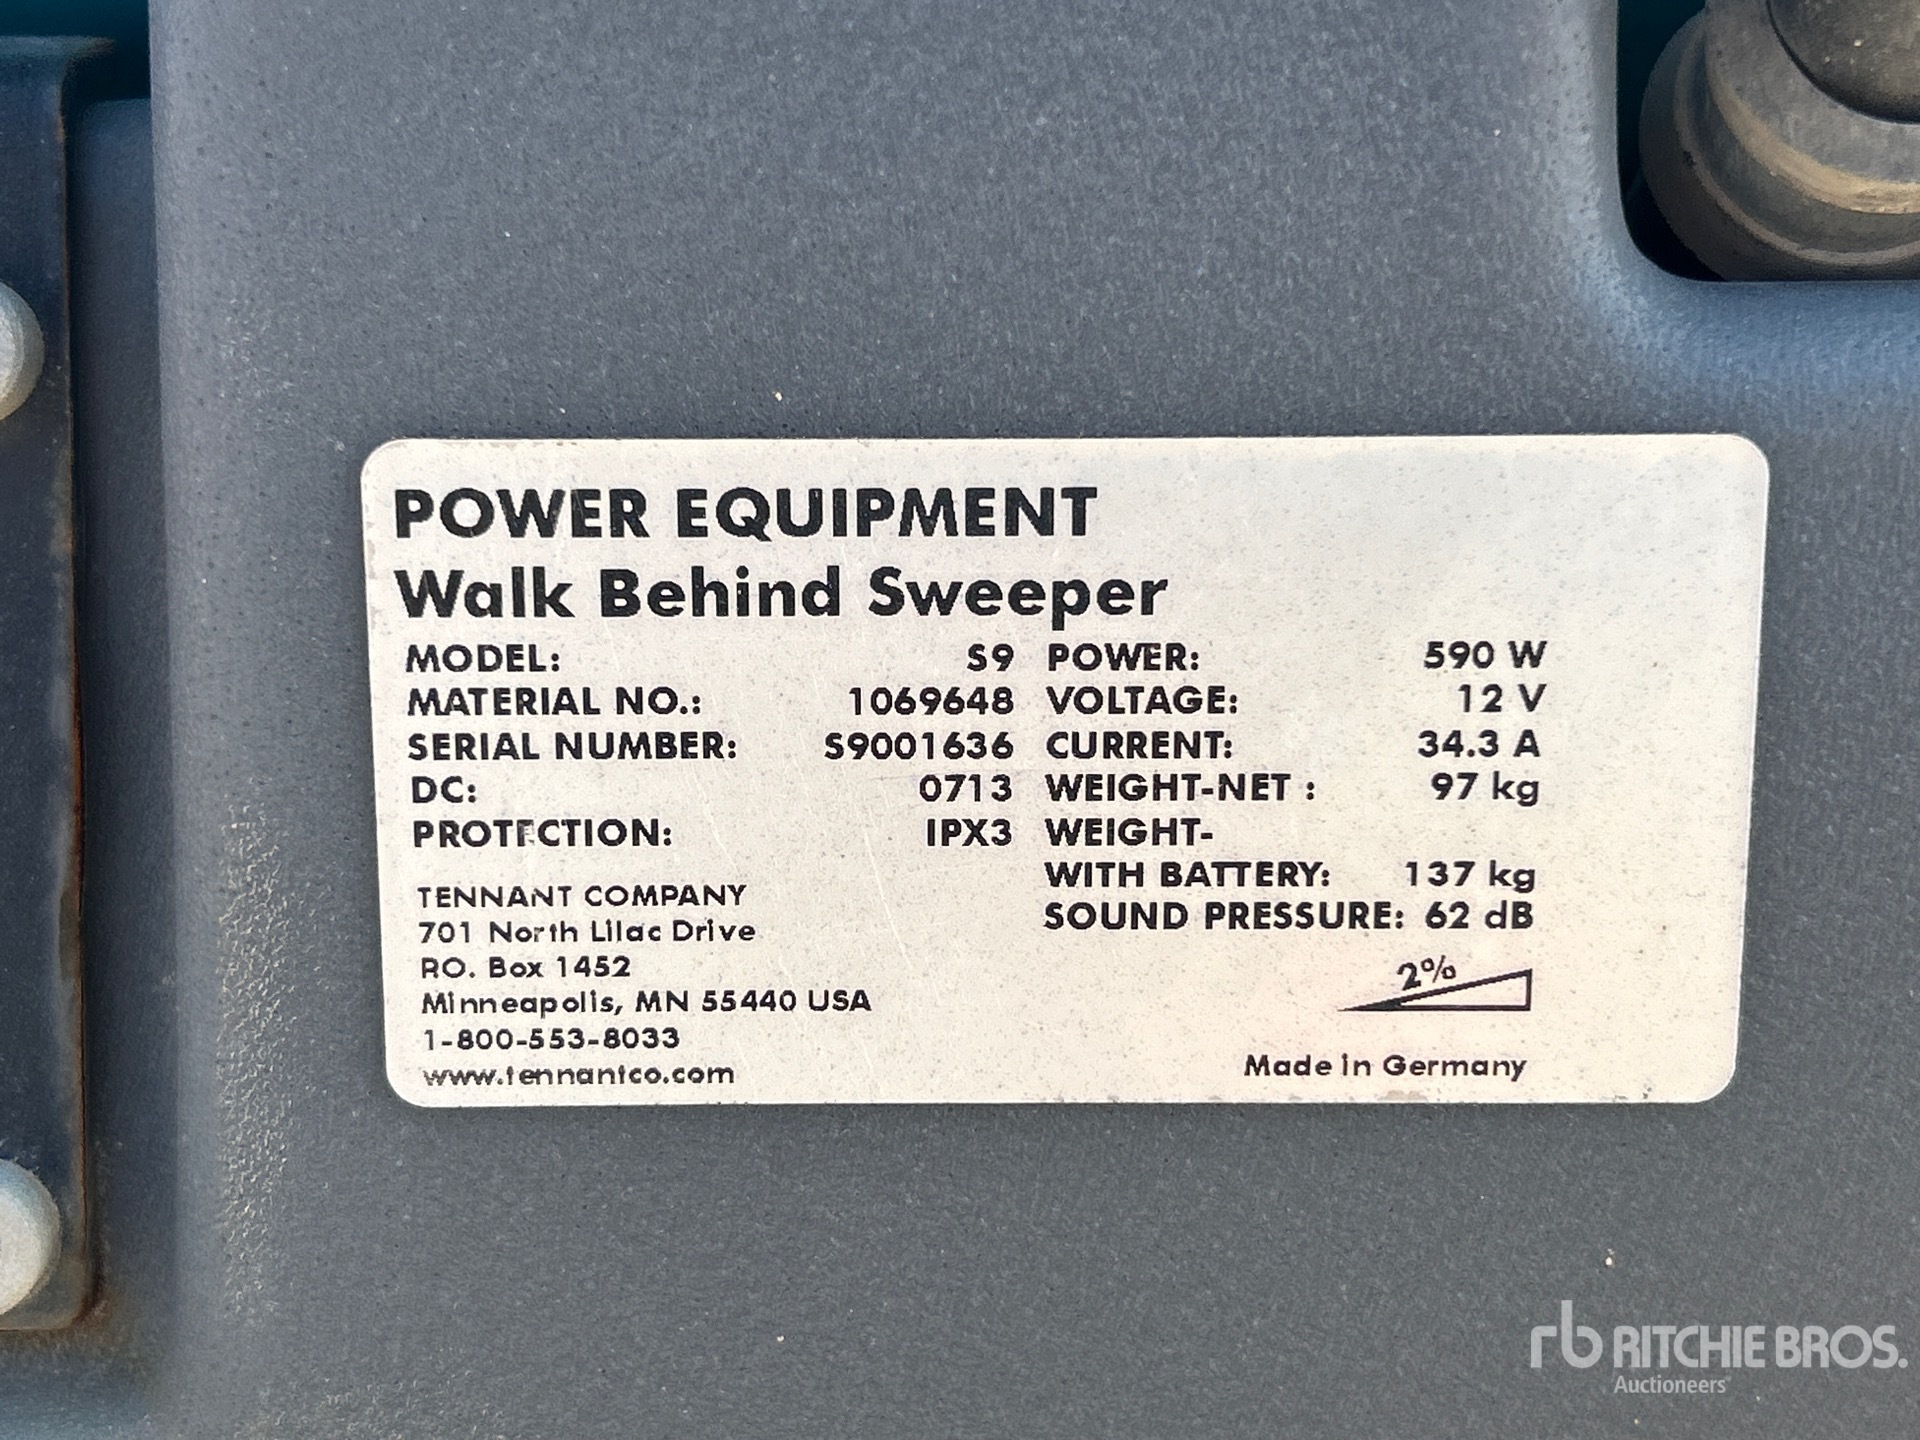 POWER EQUIPMENT
Walk Behind Sweeper
MODEL: S9
MATERIAL NO.: 1069648
SERIAL NUMBER: S9001636
DC: 0713
PROTECTION: IPX3
TENNANT COMPANY
701 North Lilac Drive
P.O. Box 1452
Minneapolis, MN 55440 USA
1-800-553-8033
www.tennantco.com
POWER: 590 W
VOLTAGE: 12 V
CURRENT: 34.3 A
WEIGHT-NET : 97 kg
WEIGHT-
WITH BATTERY: 137 kg
SOUND PRESSURE: 62 dB
2%
Made in Germany
rb RITCHIE BROS.
Auctioneers